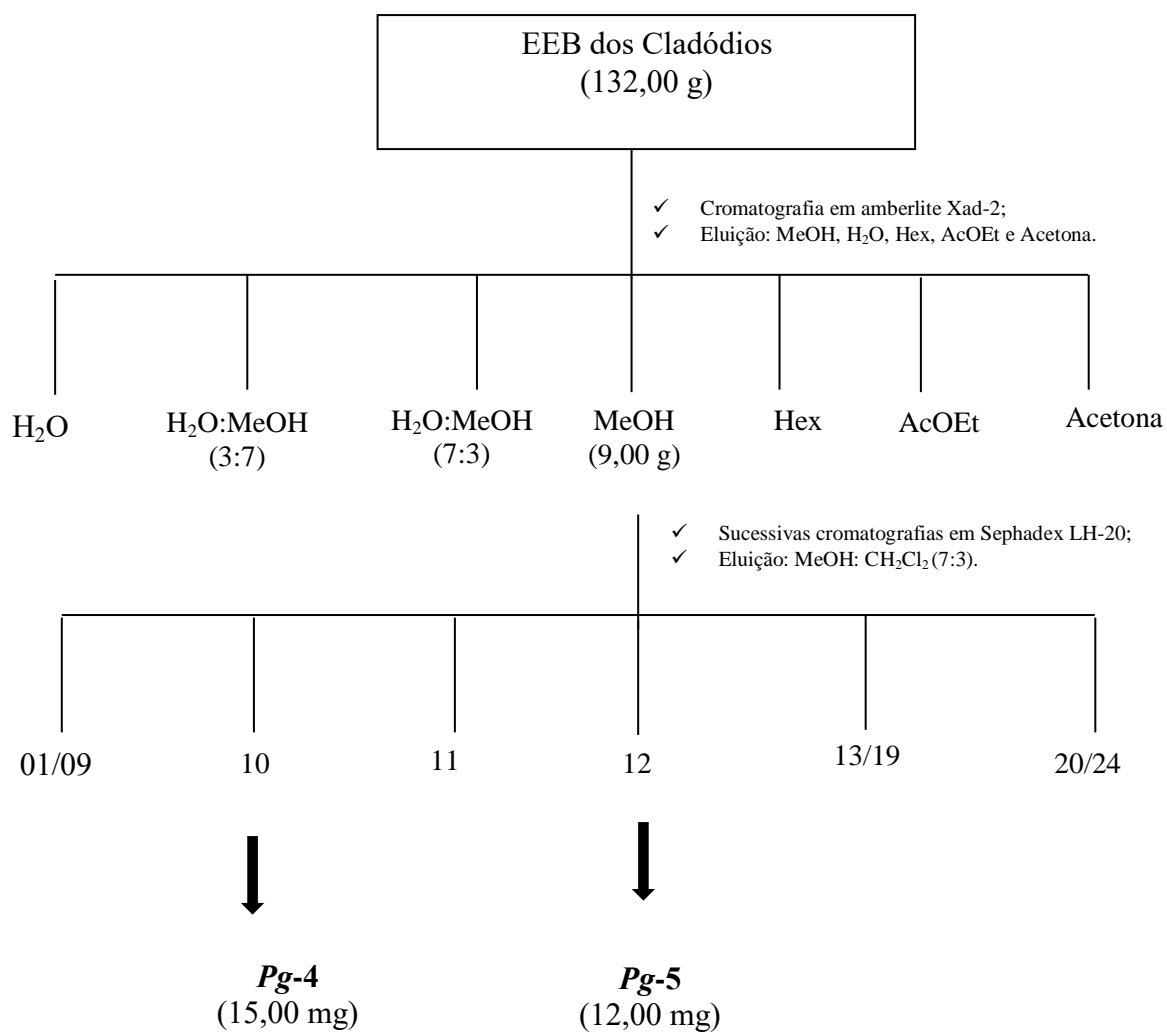 EEB dos Cladódios
(132,00 g)
✓ Cromatografia em amberlite Xad-2;
✓ Eluição: MeOH, H₂O, Hex, AcOEt e Acetona.
H₂O
H₂O:MeOH
(3:7)
H₂O:MeOH
(7:3)
MeOH
(9,00 g)
Hex
AcOEt
Acetona
✓ Sucessivas cromatografias em Sephadex LH-20;
✓ Eluição: MeOH: CH₂Cl₂ (7:3).
01/09
10
11
12
13/19
20/24
Pg-4
(15,00 mg)
Pg-5
(12,00 mg)